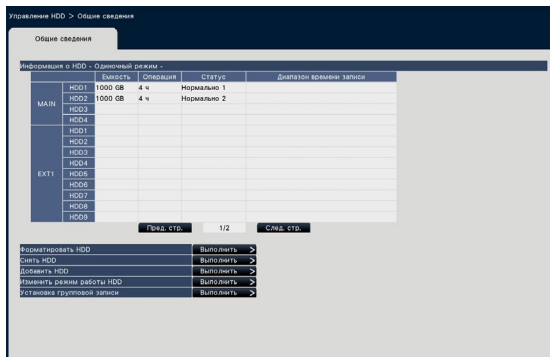 Управление HDD > Общие сведения
Общие сведения
Информация о HDD - Одиночный режим -
Емкость Операция Статус Диапазон времени записи
MAIN
HDD1 1000 GB 4 ч Нормально 1
HDD2 1000 GB 4 ч Нормально 2
HDD3
HDD4
EXT1
HDD1
HDD2
HDD3
HDD4
HDD5
HDD6
HDD7
HDD8
HDD9
Пред. стр. 1/2 След. стр.
Форматировать HDD Выполнить >
Снять HDD Выполнить >
Добавить HDD Выполнить >
Изменить режим работы HDD Выполнить >
Установка групповой записи Выполнить >